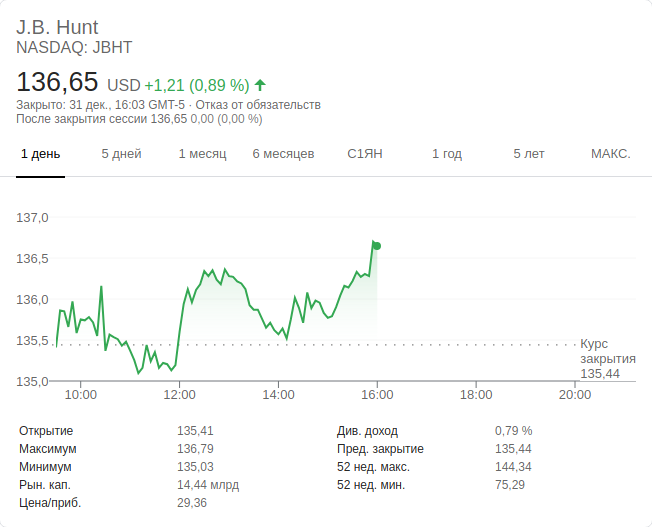 J.B. Hunt
NASDAQ: JBHT
136,65 USD +1,21 (0,89 %)
Закрыто: 31 дек., 16:03 GMT-5 · Отказ от обязательств
После закрытия сессии 136,65 0,00 (0,00 %)
1 день 5 дней 1 месяц 6 месяцев С1ЯН 1 год 5 лет МАКС.
137,0
136,5
136,0
135,5
135,0
Курс
закрытия
135,44
10:00 12:00 14:00 16:00 18:00 20:00
Открытие 135,41 Див. доход 0,79 %
Максимум 136,79 Пред. закрытие 135,44
Минимум 135,03 52 нед. макс. 144,34
Рын. кап. 14,44 млрд 52 нед. мин. 75,29
Цена/приб. 29,36